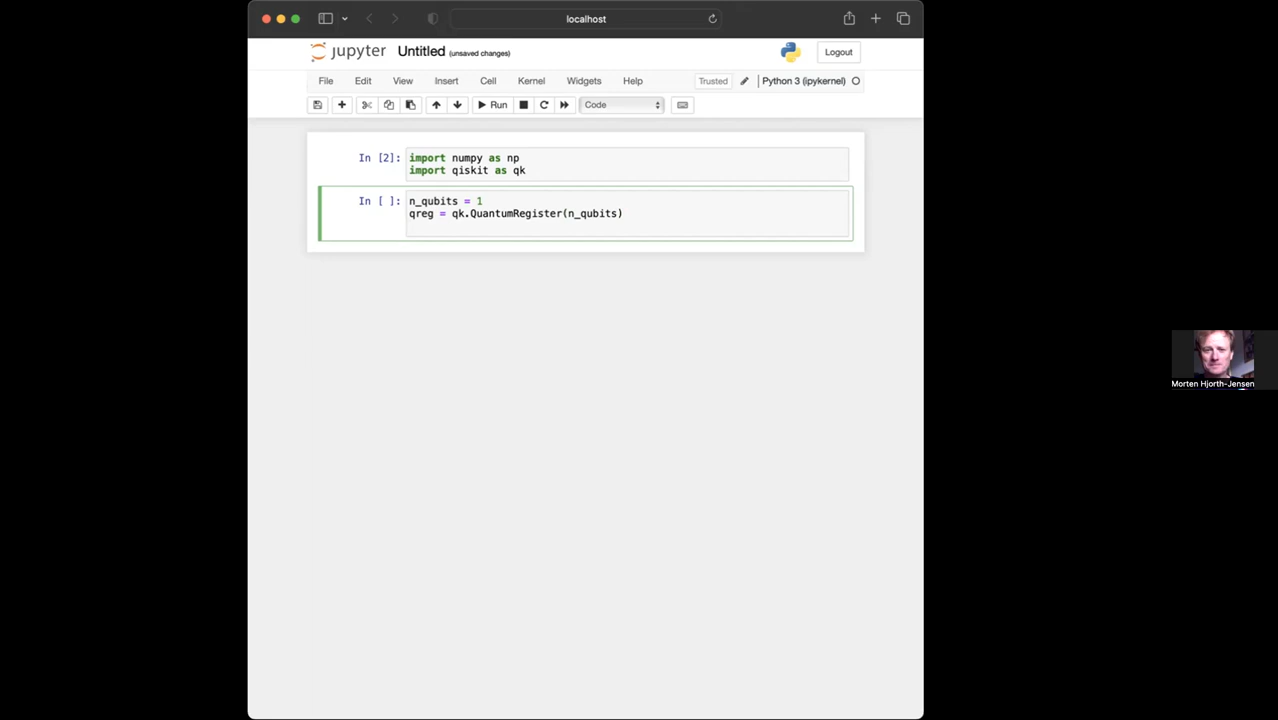 localhost
jupyter Untitled (unsaved changes)
Logout
File Edit View Insert Cell Kernel Widgets Help
Trusted
Python 3 (ipykernel)
Run
Code
In [2]:
import numpy as np
import qiskit as qk
In [ ]:
n_qubits = 1
qreg = qk.QuantumRegister(n_qubits)
Morten Hjorth-Jensen